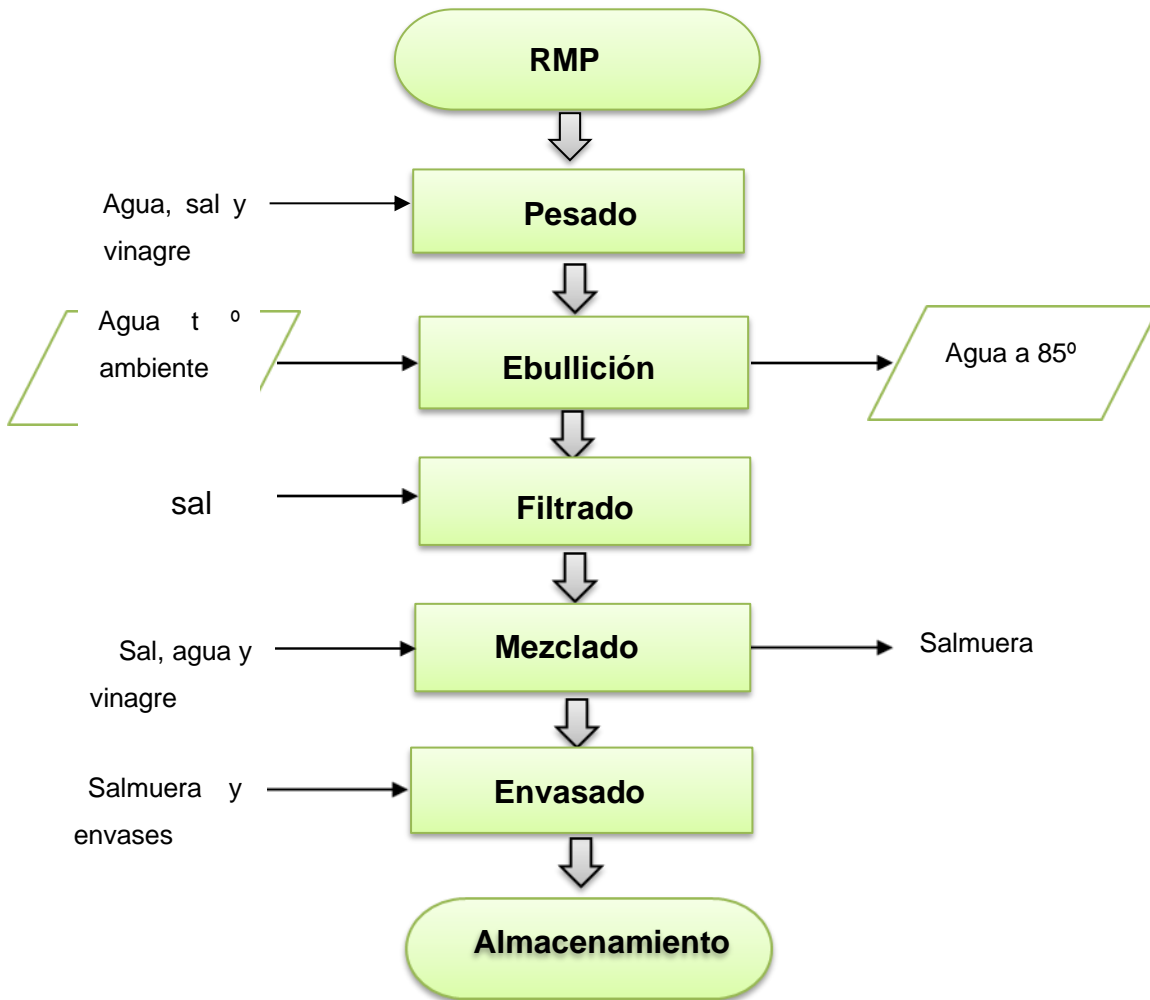 RMP
Agua, sal y
vinagre
Pesado
Agua t º
ambiente
Ebullición
Agua a 85º
sal
Filtrado
Sal, agua y
vinagre
Mezclado
Salmuera
Salmuera y
envases
Envasado
Almacenamiento